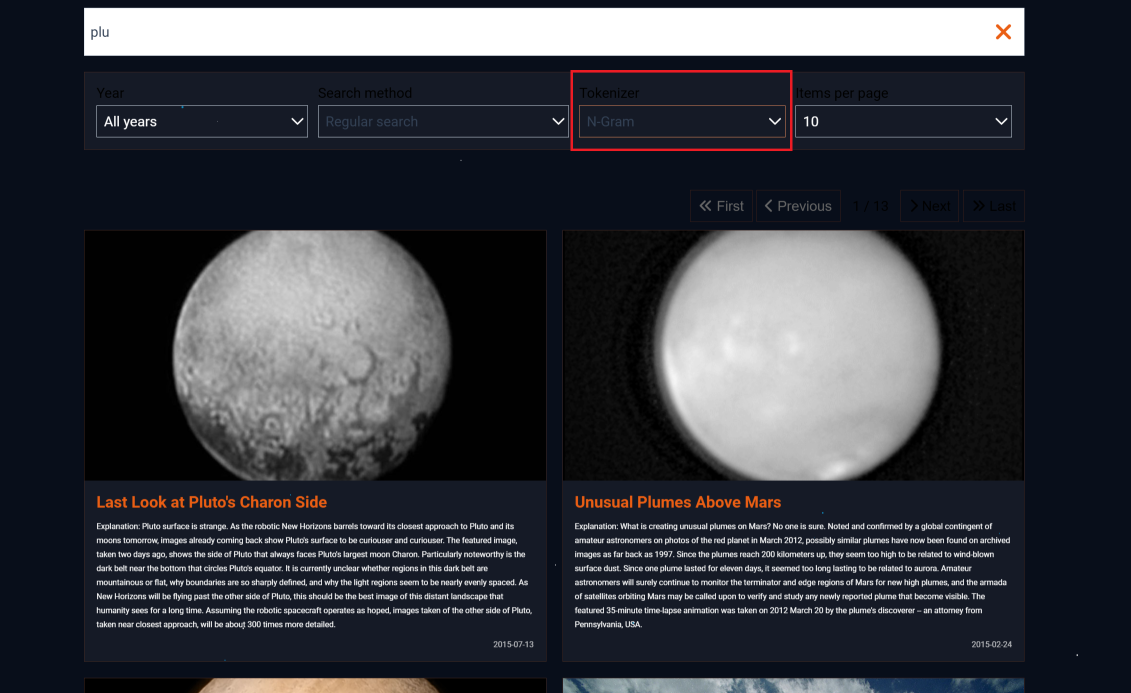 plu
Year Search method Tokenizer Items per page
All years Regular search N-Gram 10
First Previous 1 / 13 Next Last
Last Look at Pluto's Charon Side
Explanation: Pluto surface is strange. As the robotic New Horizons barrels toward its closest approach to Pluto and its
moons tomorrow, images already coming back show Pluto's surface to be curiouser and curiouser. The featured image,
taken two days ago, shows the side of Pluto that always faces Pluto's largest moon Charon. Particularly noteworthy is the
dark belt near the bottom that circles Pluto's equator. It is currently unclear whether regions in this dark belt are
mountainous or flat, why boundaries are so sharply defined, and why the light regions seem to be nearly evenly spaced. As
New Horizons will be flying past the other side of Pluto, this should be the best image of this distant landscape that
humanity sees for a long time. Assuming the robotic spacecraft operates as hoped, images taken of the other side of Pluto,
taken near closest approach, will be about 300 times more detailed.
2015-07-13
Unusual Plumes Above Mars
Explanation: What is creating unusual plumes on Mars? No one is sure. Noted and confirmed by a global contingent of
amateur astronomers on photos of the red planet in March 2012, possibly similar plumes have now been found on archived
images as far back as 1997. Since the plumes reach 200 kilometers up, they seem too high to be related to wind-blown
surface dust. Since one plume lasted for eleven days, it seemed too long lasting to be related to aurora. Amateur
astronomers will surely continue to monitor the terminator and edge regions of Mars for new high plumes, and the armada
of satellites orbiting Mars may be called upon to verify and study any newly reported plume that become visible. The
featured 35-minute time-lapse animation was taken on 2012 March 20 by the plume's discoverer -- an attorney from
Pennsylvania, USA.
2015-02-24